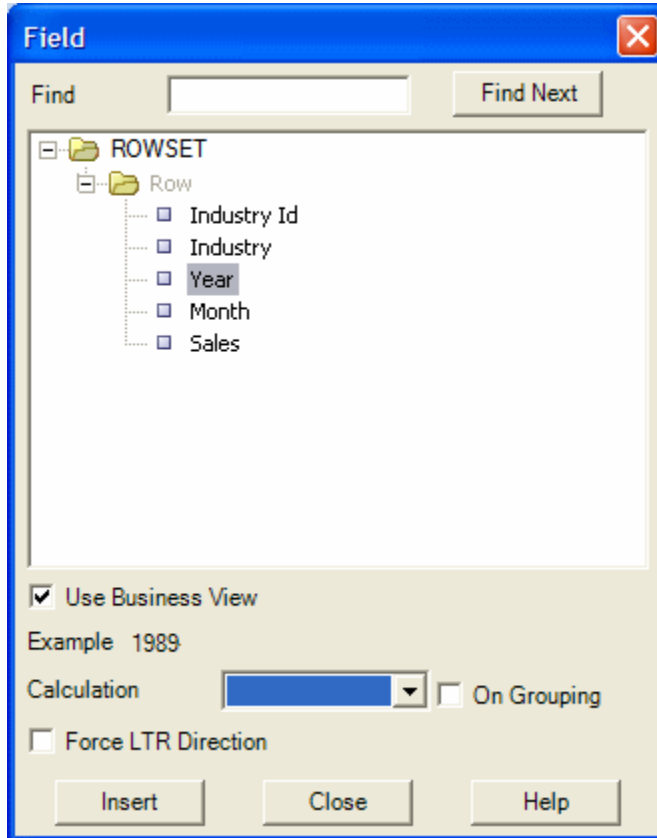 Field
Find Find Next
ROWSET
Row
Industry Id
Industry
Year
Month
Sales
Use Business View
Example 1989
Calculation On Grouping
Force LTR Direction
Insert Close Help